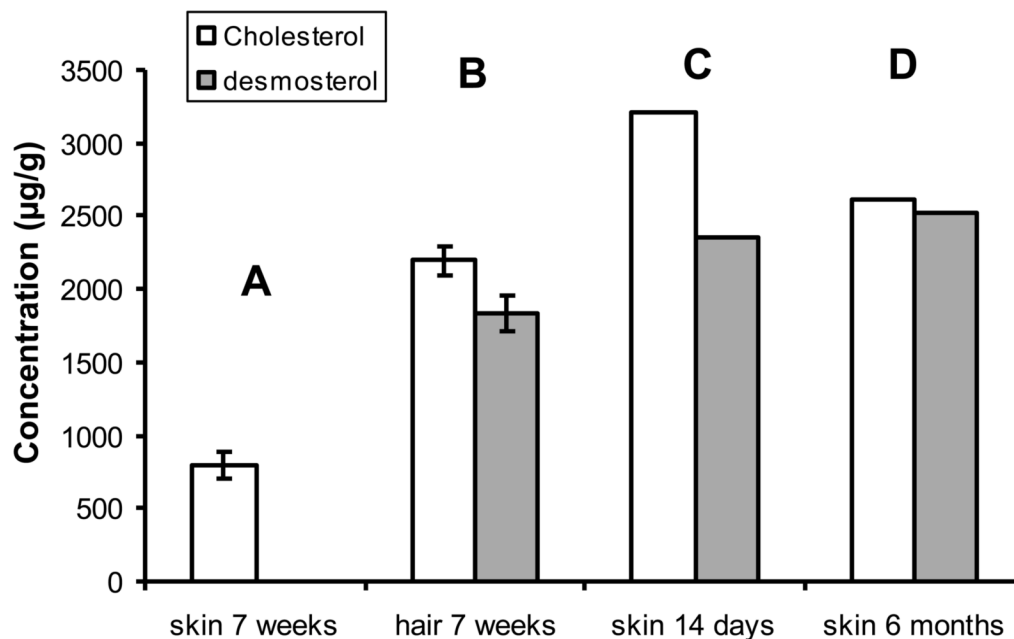 Cholesterol
desmosterol
A
B
C
D
Concentration (µg/g)
3500
3000
2500
2000
1500
1000
500
0
skin 7 weeks
hair 7 weeks
skin 14 days
skin 6 months